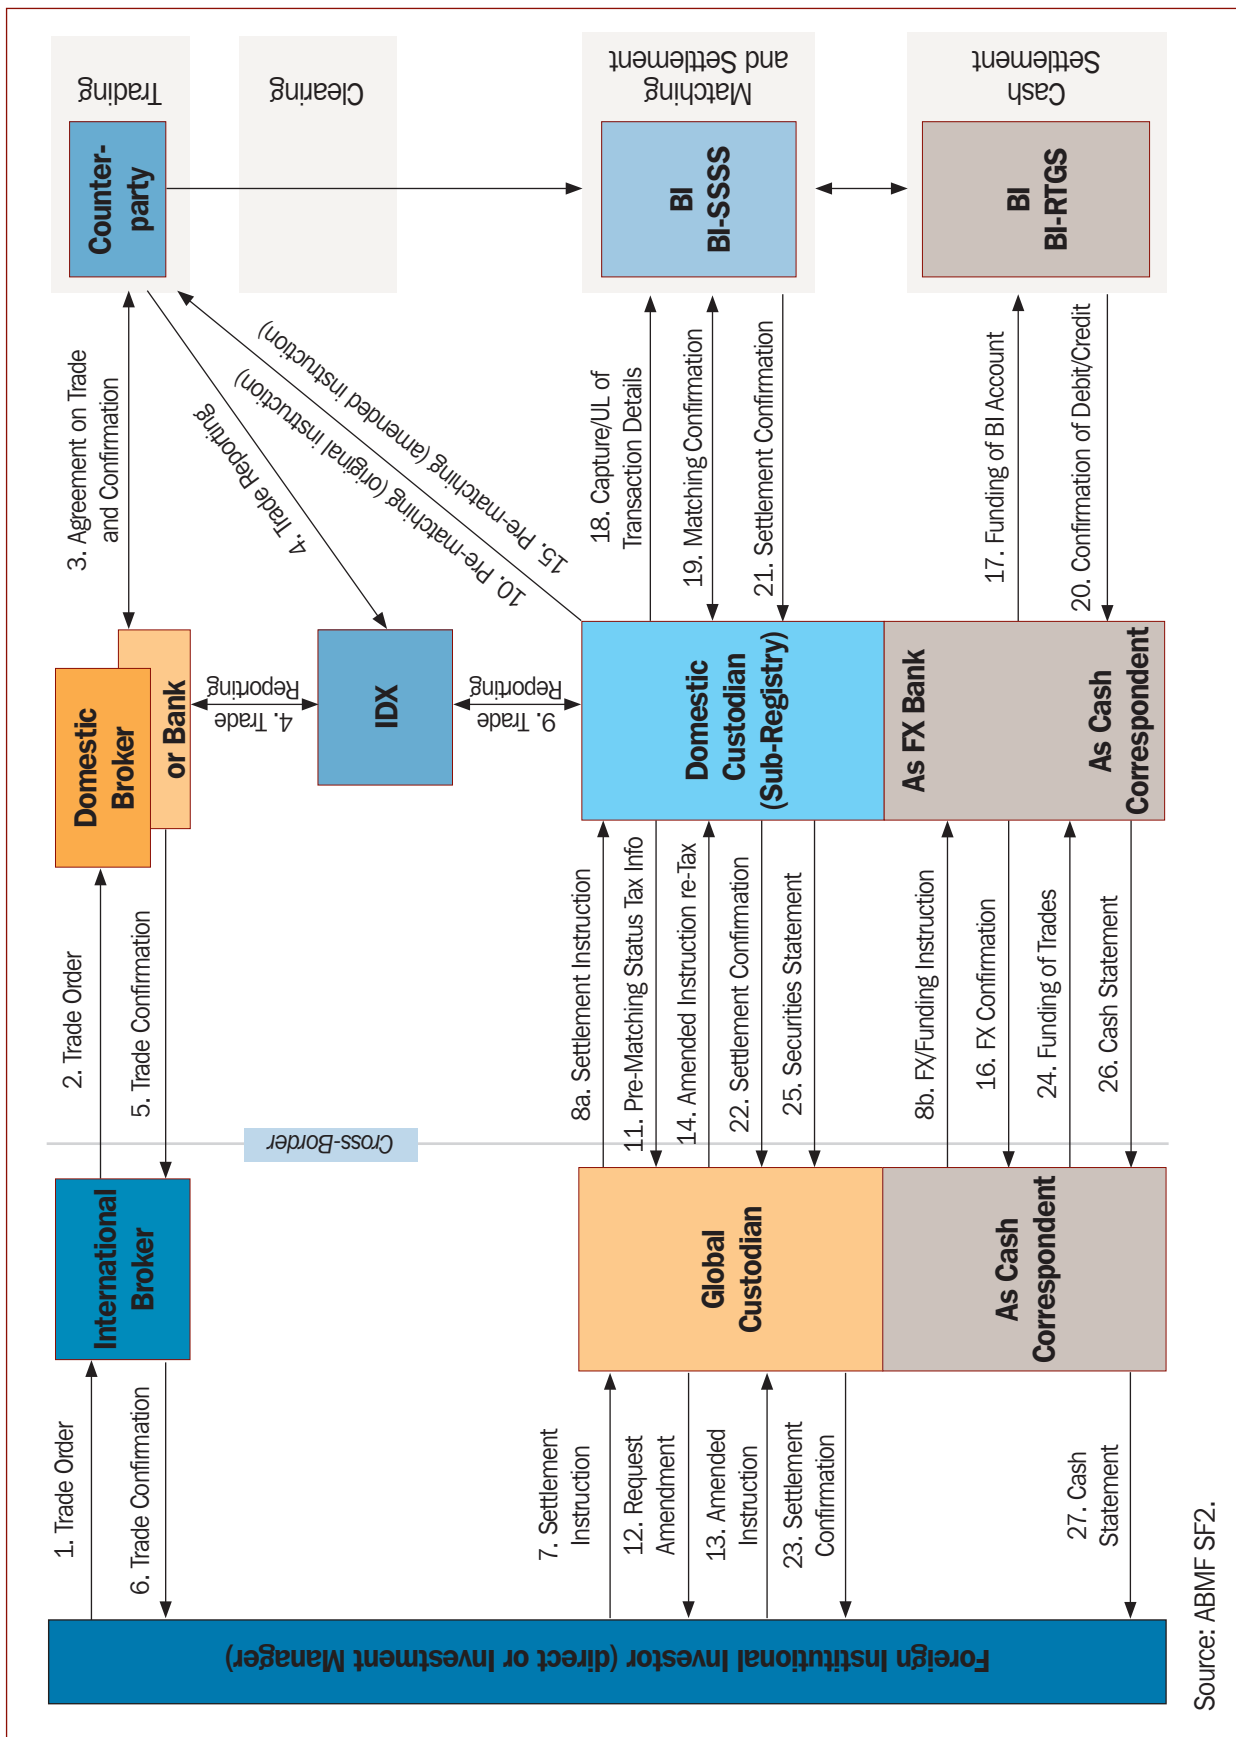 Trading
Clearing
Matching
and Settlement
Cash
Settlement
Counter-
party
BI
BI-SSSS
BI
BI-RTGS
3. Agreement on Trade
and Confirmation
4. Trade Reporting
10. Pre-matching (original instruction)
15. Pre-matching (amended instruction)
18. Capture/UL of
Transaction Details
19. Matching Confirmation
21. Settlement Confirmation
17. Funding of BI Account
20. Confirmation of Debit/Credit
Domestic
Broker
or Bank
4. Trade
Reporting
IDX
9. Trade
Reporting
Domestic
Custodian
(Sub-Registry)
As FX Bank
As Cash
Correspondent
2. Trade Order
5. Trade Confirmation
8a. Settlement Instruction
11. Pre-Matching Status Tax Info
14. Amended Instruction re-Tax
22. Settlement Confirmation
25. Securities Statement
8b. FX/Funding Instruction
16. FX Confirmation
24. Funding of Trades
26. Cash Statement
Cross-Border
International
Broker
Global
Custodian
As Cash
Correspondent
1. Trade Order
6. Trade Confirmation
7. Settlement
Instruction
12. Request
Amendment
13. Amended
Instruction
23. Settlement
Confirmation
27. Cash
Statement
Foreign Institutional Investor (direct or Investment Manager)
Source: ABMF SF2.